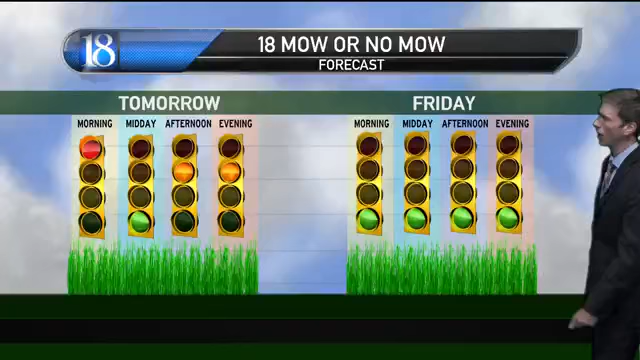 18
18 MOW OR NO MOW
FORECAST
TOMORROW
MORNING MIDDAY AFTERNOON EVENING
FRIDAY
MORNING MIDDAY AFTERNOON EVENING